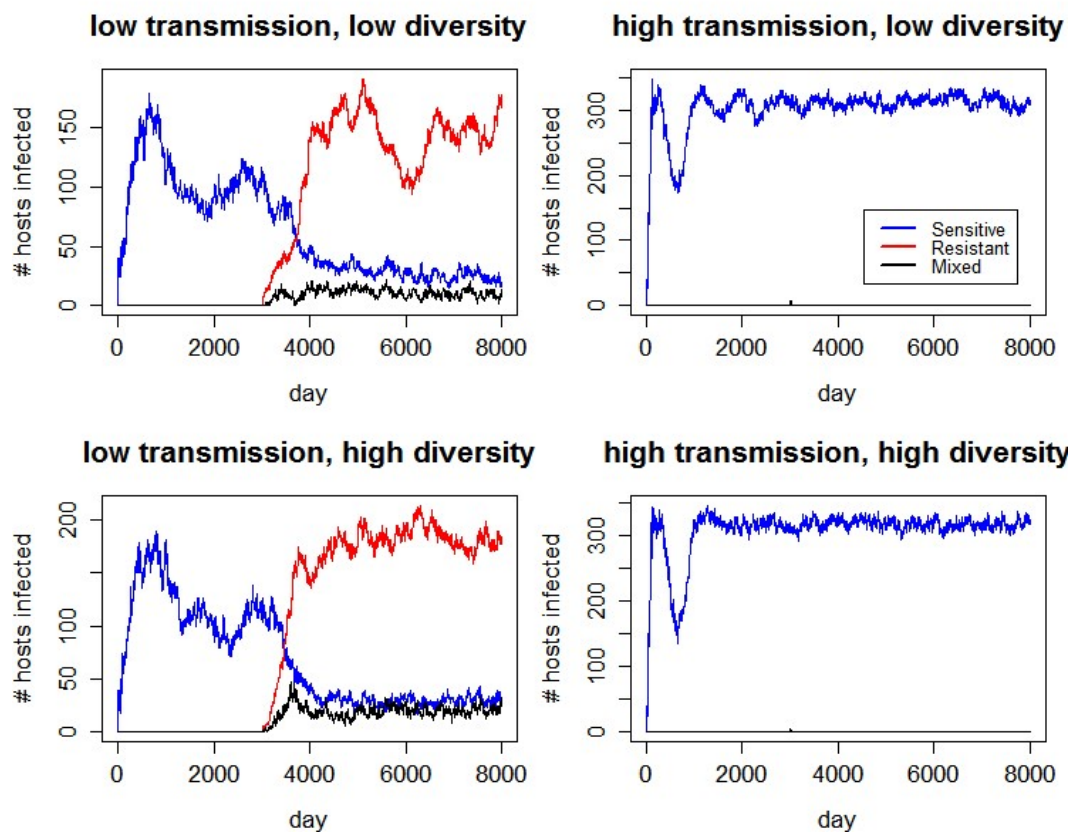 low transmission, low diversity
# hosts infected
0 50 100 150
0 2000 4000 6000 8000
day
high transmission, low diversity
# hosts infected
0 100 200 300
Sensitive
Resistant
Mixed
0 2000 4000 6000 8000
day
low transmission, high diversity
# hosts infected
0 50 100 200
0 2000 4000 6000 8000
day
high transmission, high diversity
# hosts infected
0 100 200 300
0 2000 4000 6000 8000
day